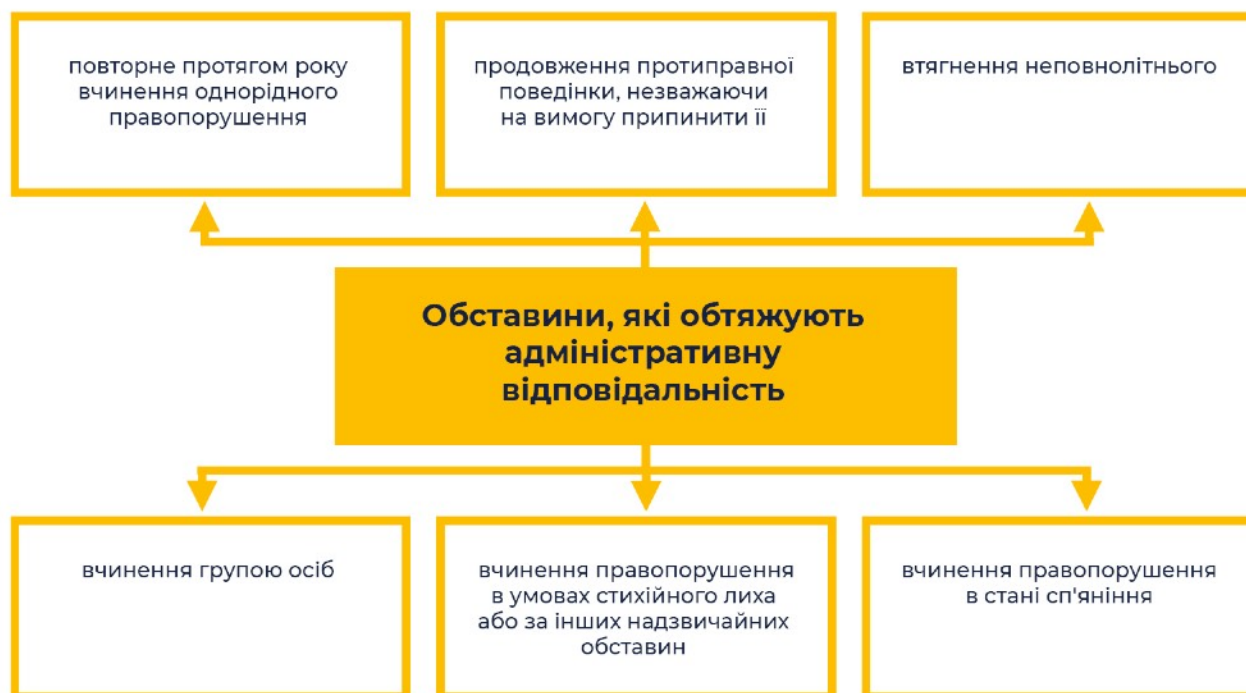 повторне протягом року
вчинення однорідного
правопорушення
продовження протиправної
поведінки, незважаючи
на вимогу припинити її
втягнення неповнолітнього
Обставини, які обтяжують
адміністративну
відповідальність
вчинення групою осіб
вчинення правопорушення
в умовах стихійного лиха
або за інших надзвичайних
обставин
вчинення правопорушення
в стані сп'яніння